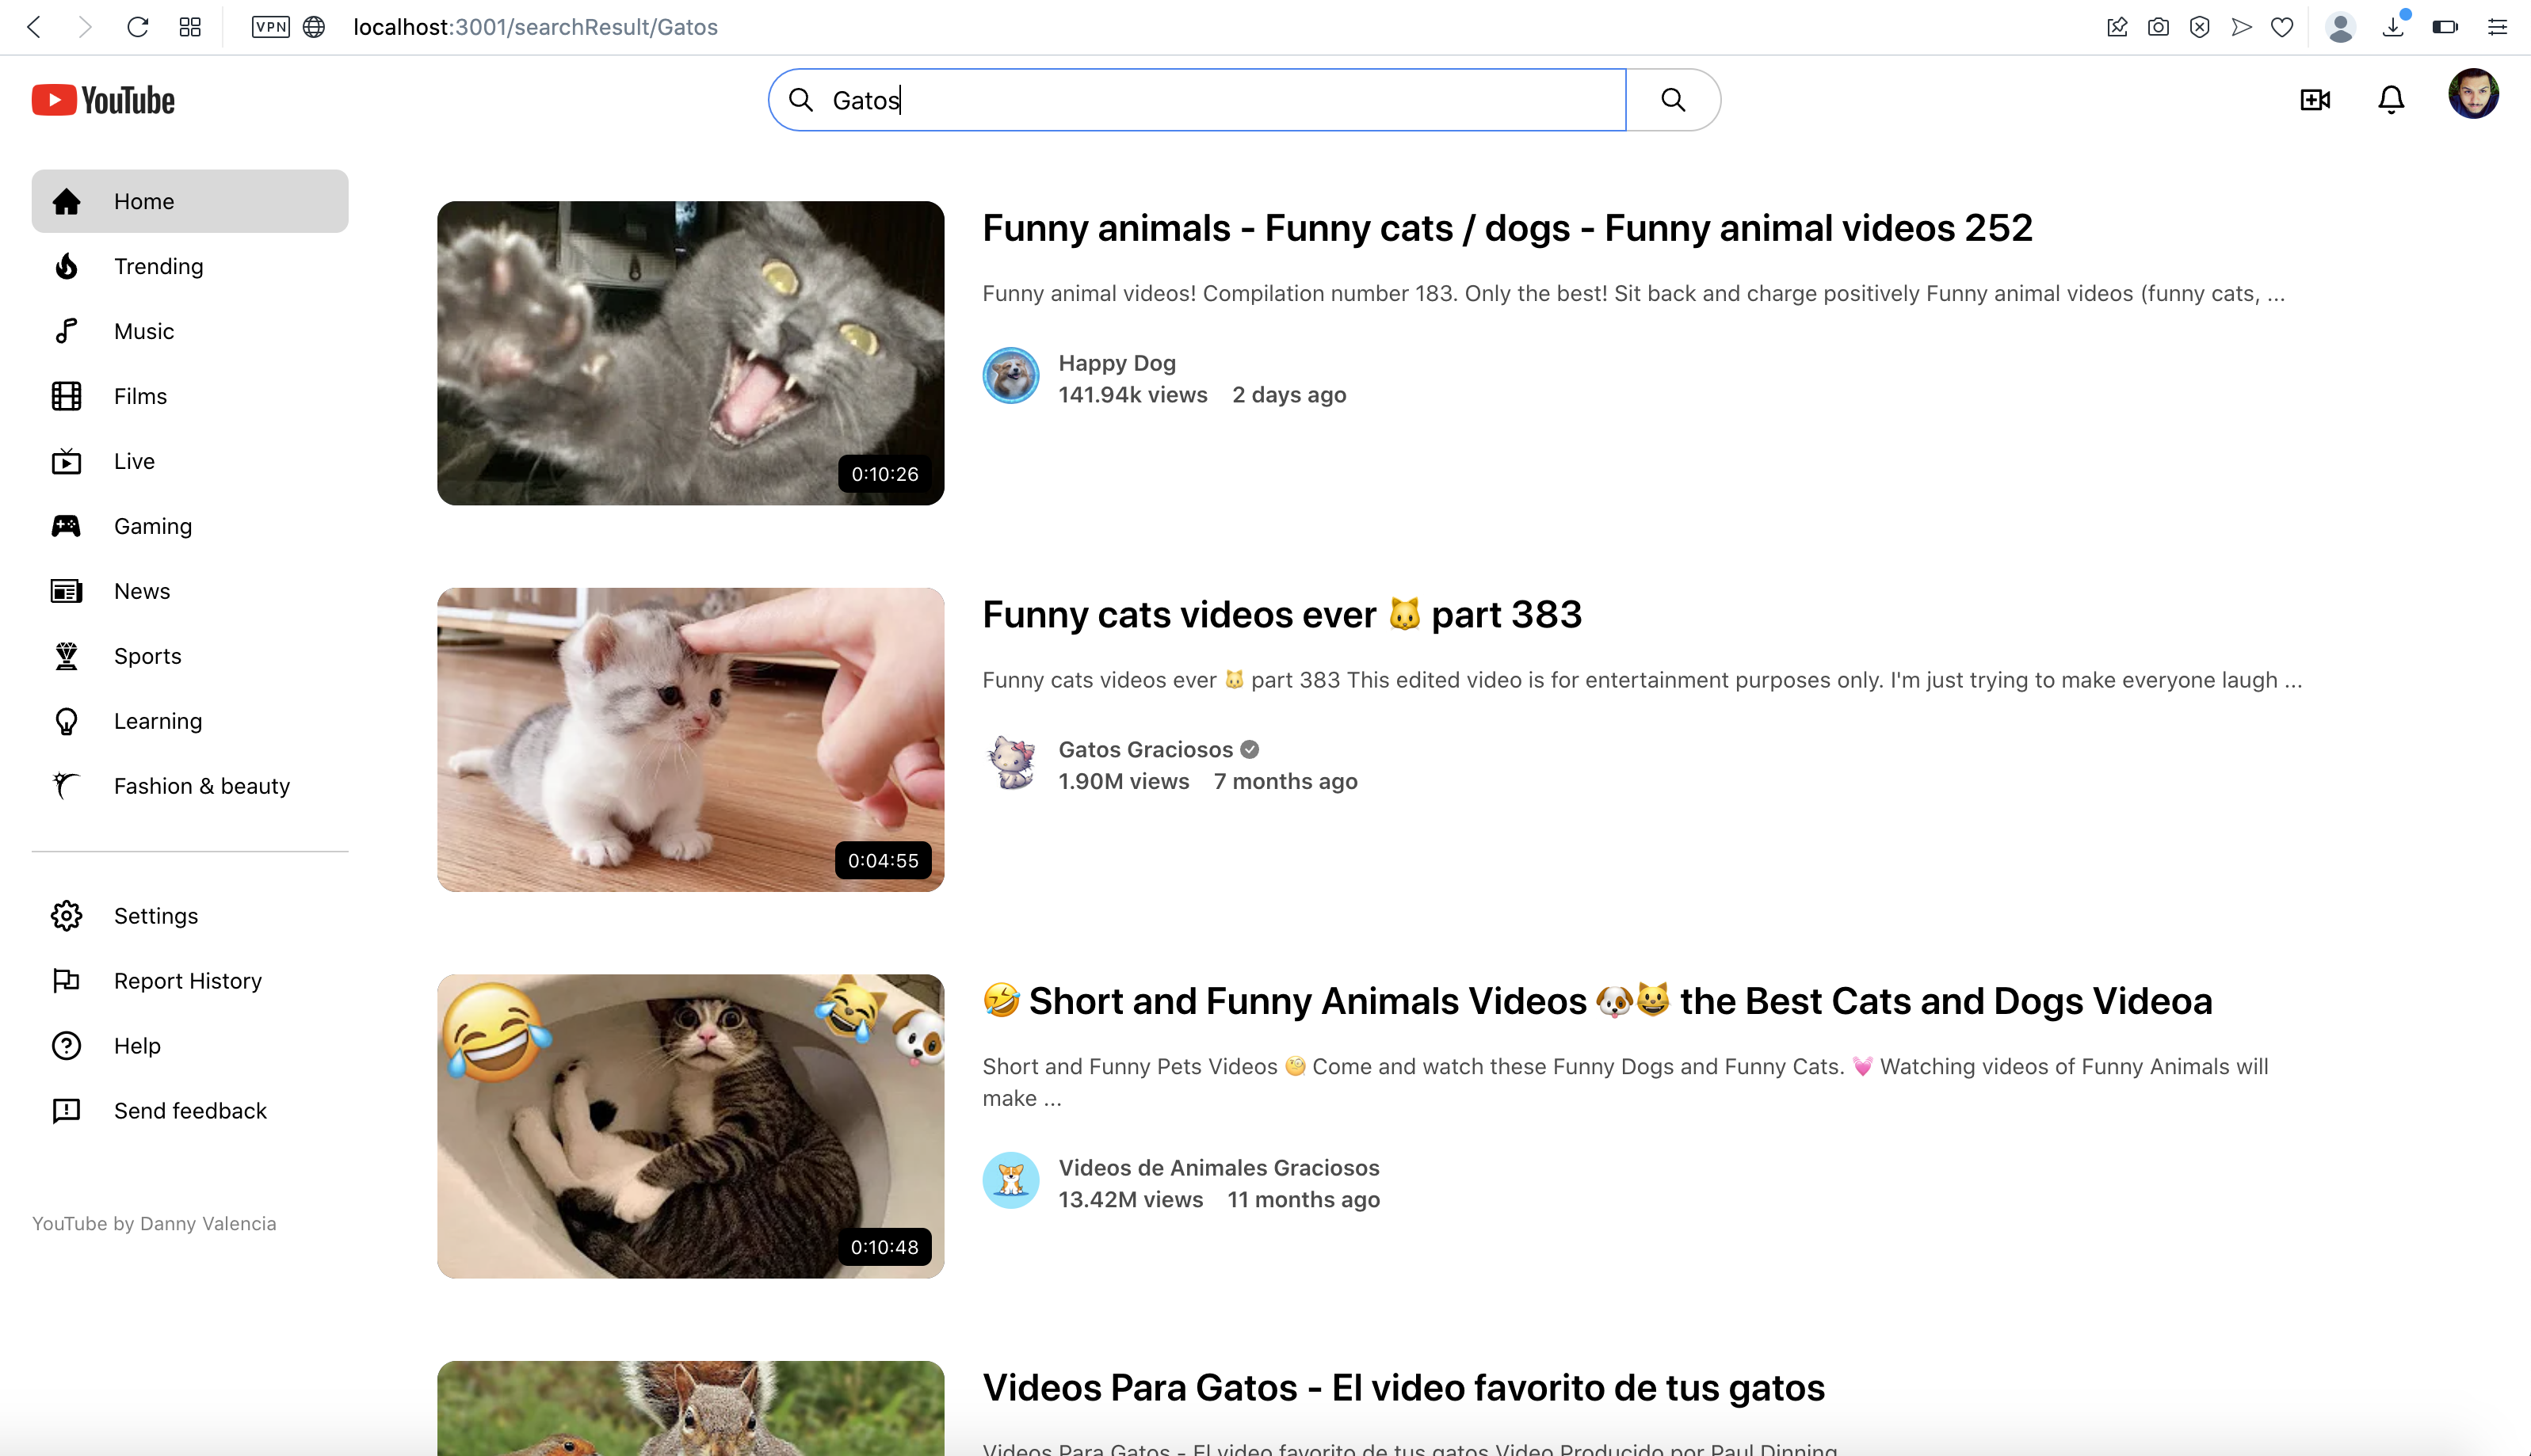 VPN localhost:3001/searchResult/Gatos
YouTube
Gatos
Home
Trending
Music
Films
Live
Gaming
News
Sports
Learning
Fashion & beauty
Settings
Report History
Help
Send feedback
YouTube by Danny Valencia
0:10:26
Funny animals - Funny cats / dogs - Funny animal videos 252
Funny animal videos! Compilation number 183. Only the best! Sit back and charge positively Funny animal videos (funny cats, ...
Happy Dog
141.94k views 2 days ago
0:04:55
Funny cats videos ever 🐱 part 383
Funny cats videos ever 🐱 part 383 This edited video is for entertainment purposes only. I'm just trying to make everyone laugh ...
Gatos Graciosos
1.90M views 7 months ago
0:10:48
🤣 Short and Funny Animals Videos 🐶😺 the Best Cats and Dogs Videoa
Short and Funny Pets Videos 🧐 Come and watch these Funny Dogs and Funny Cats. 💓 Watching videos of Funny Animals will
make ...
Videos de Animales Graciosos
13.42M views 11 months ago
Videos Para Gatos - El video favorito de tus gatos
Videos Para Gatos - El video favorito de tus gatos Video Producido por Paul Dinning